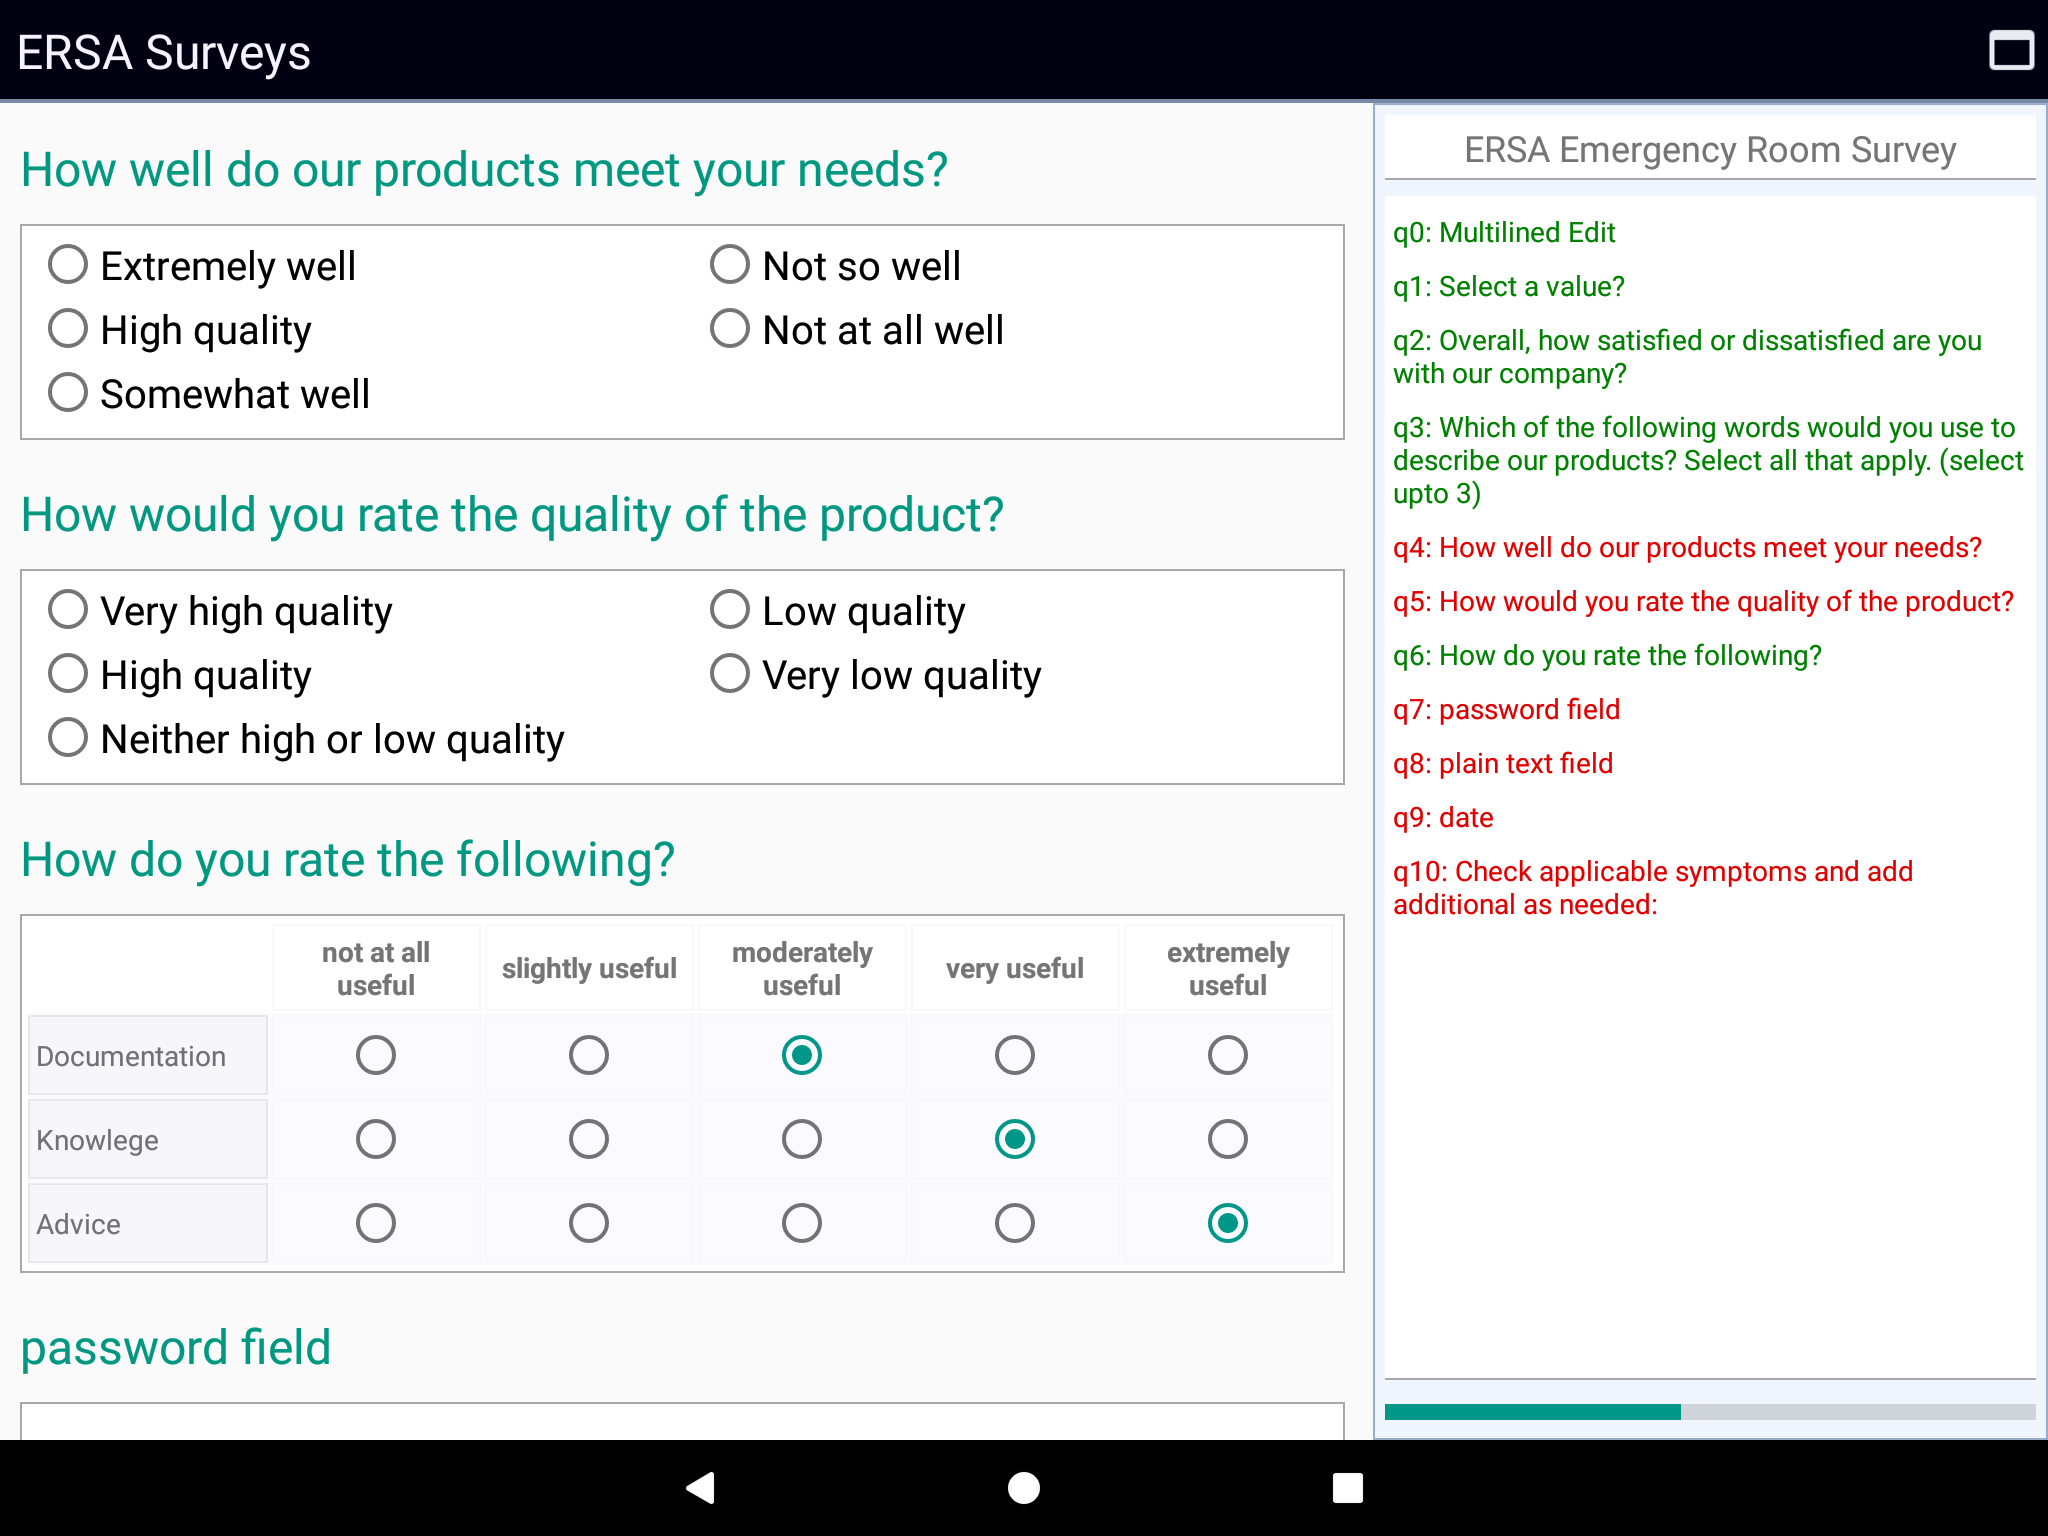 ERSA Surveys
How well do our products meet your needs?
Extremely well
Not so well
High quality
Not at all well
Somewhat well
How would you rate the quality of the product?
Very high quality
Low quality
High quality
Very low quality
Neither high or low quality
How do you rate the following?
not at all useful
slightly useful
moderately useful
very useful
extremely useful
Documentation
Knowlege
Advice
password field
ERSA Emergency Room Survey
q0: Multilined Edit
q1: Select a value?
q2: Overall, how satisfied or dissatisfied are you
with our company?
q3: Which of the following words would you use to
describe our products? Select all that apply. (select
upto 3)
q4: How well do our products meet your needs?
q5: How would you rate the quality of the product?
q6: How do you rate the following?
q7: password field
q8: plain text field
q9: date
q10: Check applicable symptoms and add
additional as needed: